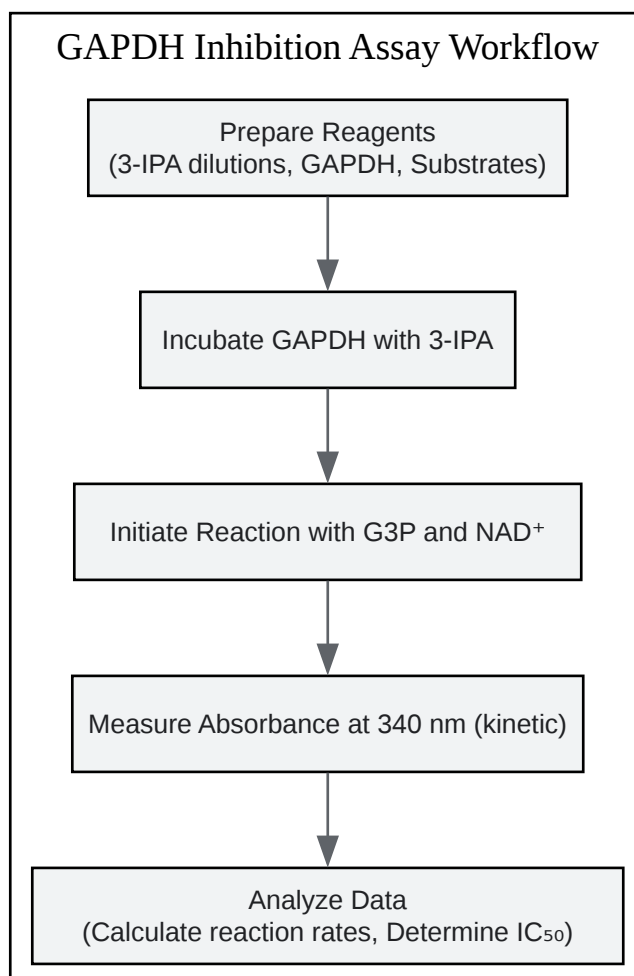 GAPDH Inhibition Assay Workflow
Prepare Reagents
(3-IPA dilutions, GAPDH, Substrates)
Incubate GAPDH with 3-IPA
Initiate Reaction with G3P and NAD⁺
Measure Absorbance at 340 nm (kinetic)
Analyze Data
(Calculate reaction rates, Determine IC₅₀)